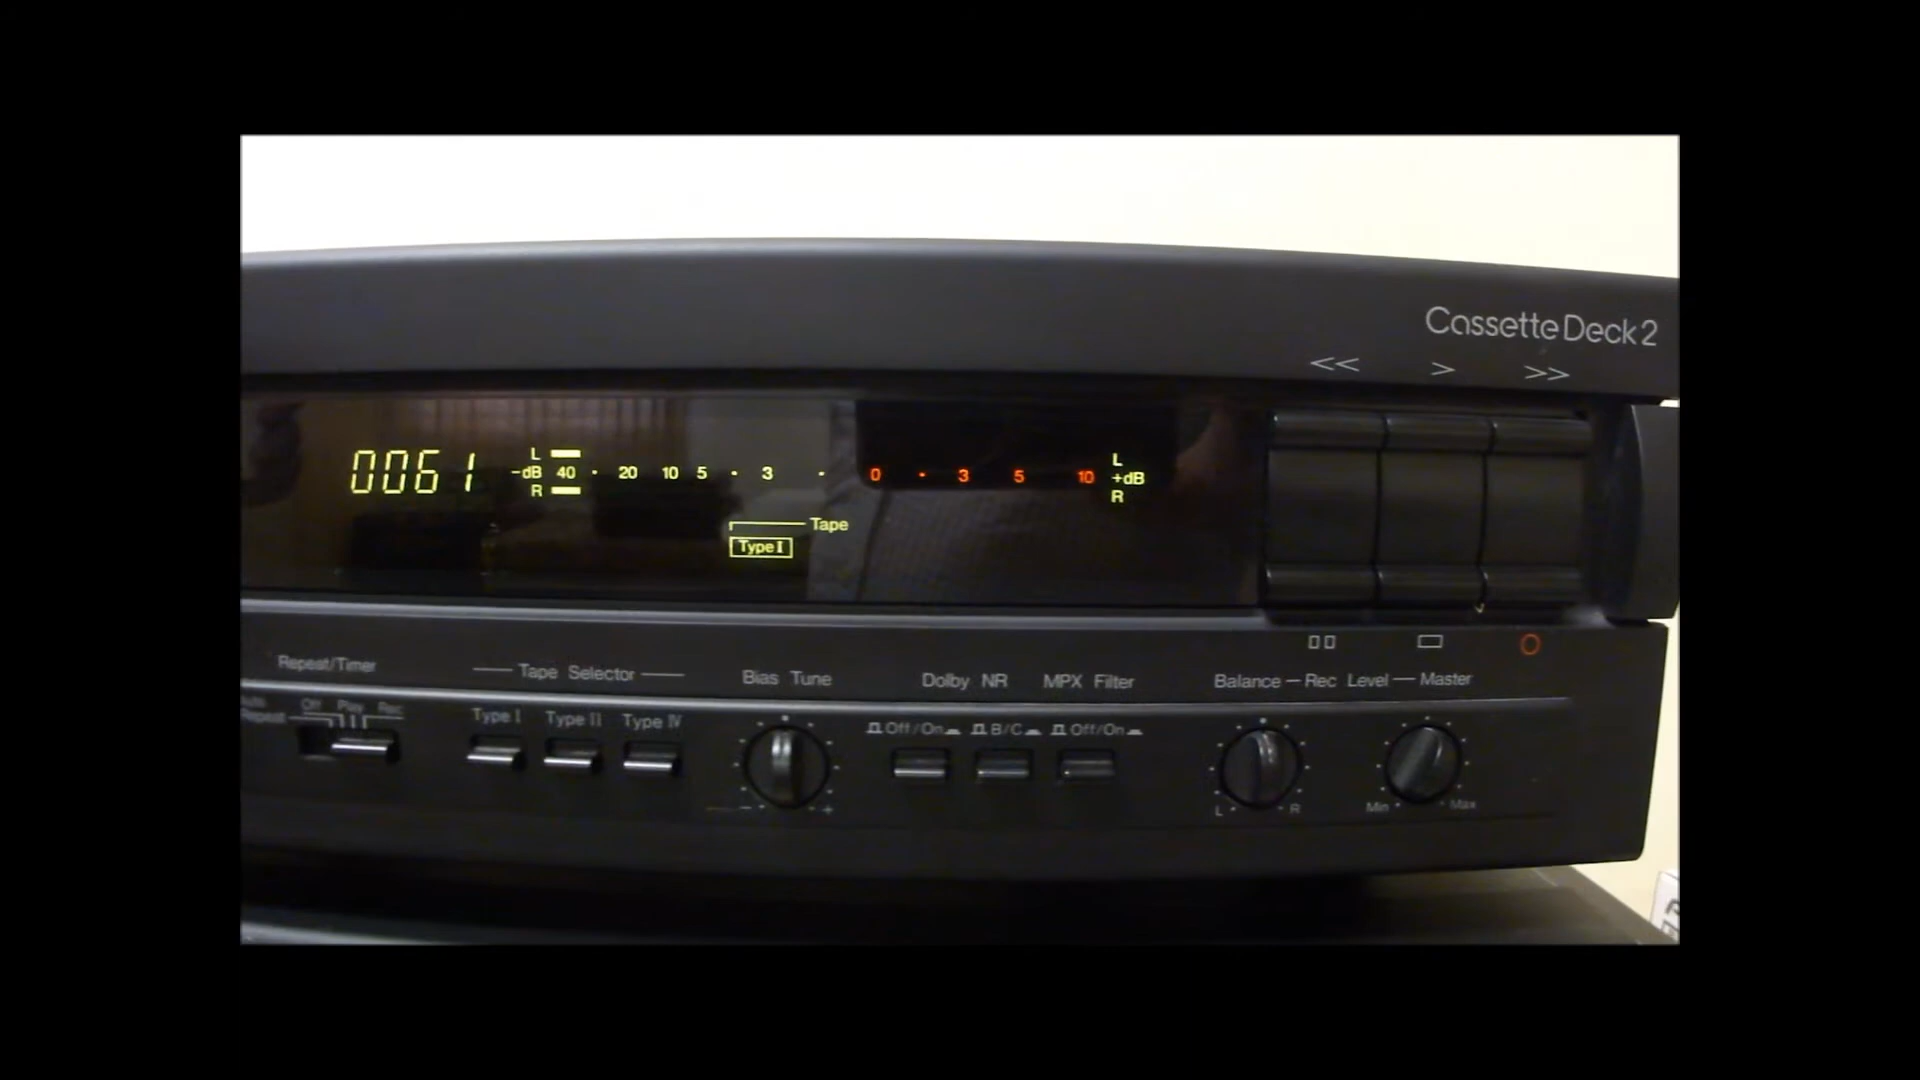 Cassette Deck 2
<< > >>
0061
L
-dB 40 · 20 10 5 · 3 · 0 · 3 5 10 +dB
R
L
R
Tape
Type I
Repeat/Timer
Tape Selector
Bias Tune
Dolby NR
MPX Filter
Balance — Rec Level — Master
Auto Repeat
Off Play Rec
Type I Type II Type IV
Off/On
B/C
Off/On
- +
L R
Min Max